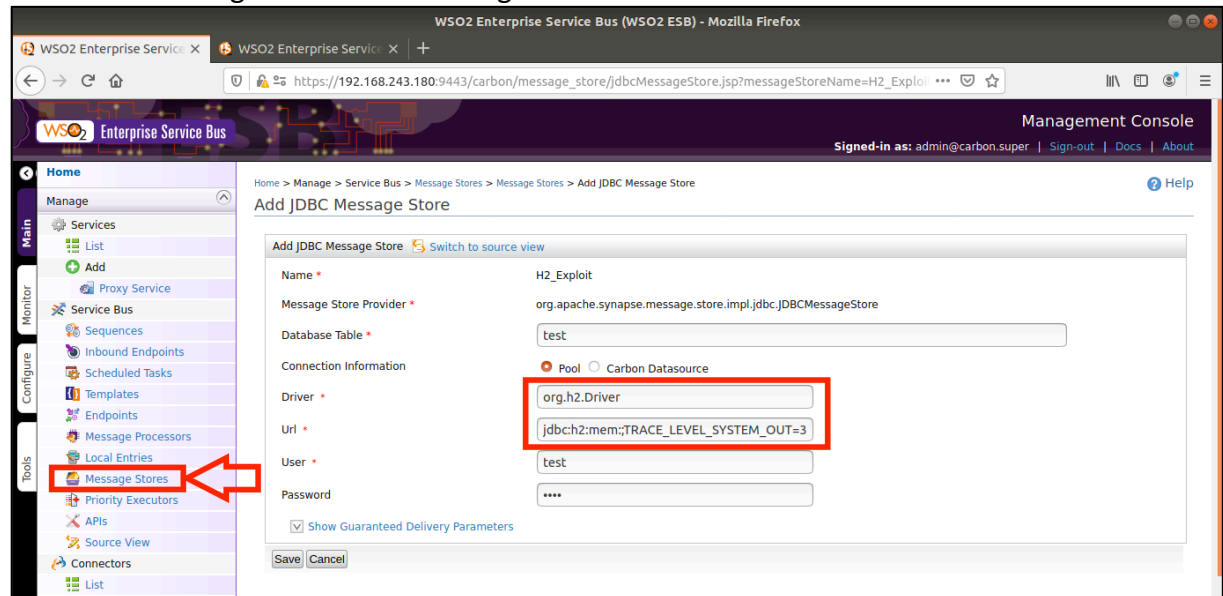 WSO2 Enterprise Service Bus (WSO2 ESB) - Mozilla Firefox
WSO2 Enterprise Service
WSO2 Enterprise Service
https://192.168.243.180:9443/carbon/message_store/jdbcMessageStore.jsp?messageStoreName=H2_Exploi
WSO2 Enterprise Service Bus
Management Console
Signed-in as: admin@carbon.super | Sign-out | Docs | About
Main
Monitor
Configure
Tools
Home
Manage
Services
List
Add
Proxy Service
Service Bus
Sequences
Inbound Endpoints
Scheduled Tasks
Templates
Endpoints
Message Processors
Local Entries
Message Stores
Priority Executors
APIs
Source View
Connectors
List
Home > Manage > Service Bus > Message Stores > Message Stores > Add JDBC Message Store
Help
Add JDBC Message Store
Add JDBC Message Store Switch to source view
Name * H2_Exploit
Message Store Provider * org.apache.synapse.message.store.impl.jdbc.JDBCMessageStore
Database Table * test
Connection Information Pool Carbon Datasource
Driver * org.h2.Driver
Url * jdbc:h2:mem:;TRACE_LEVEL_SYSTEM_OUT=3
User * test
Password ••••
Show Guaranteed Delivery Parameters
Save Cancel